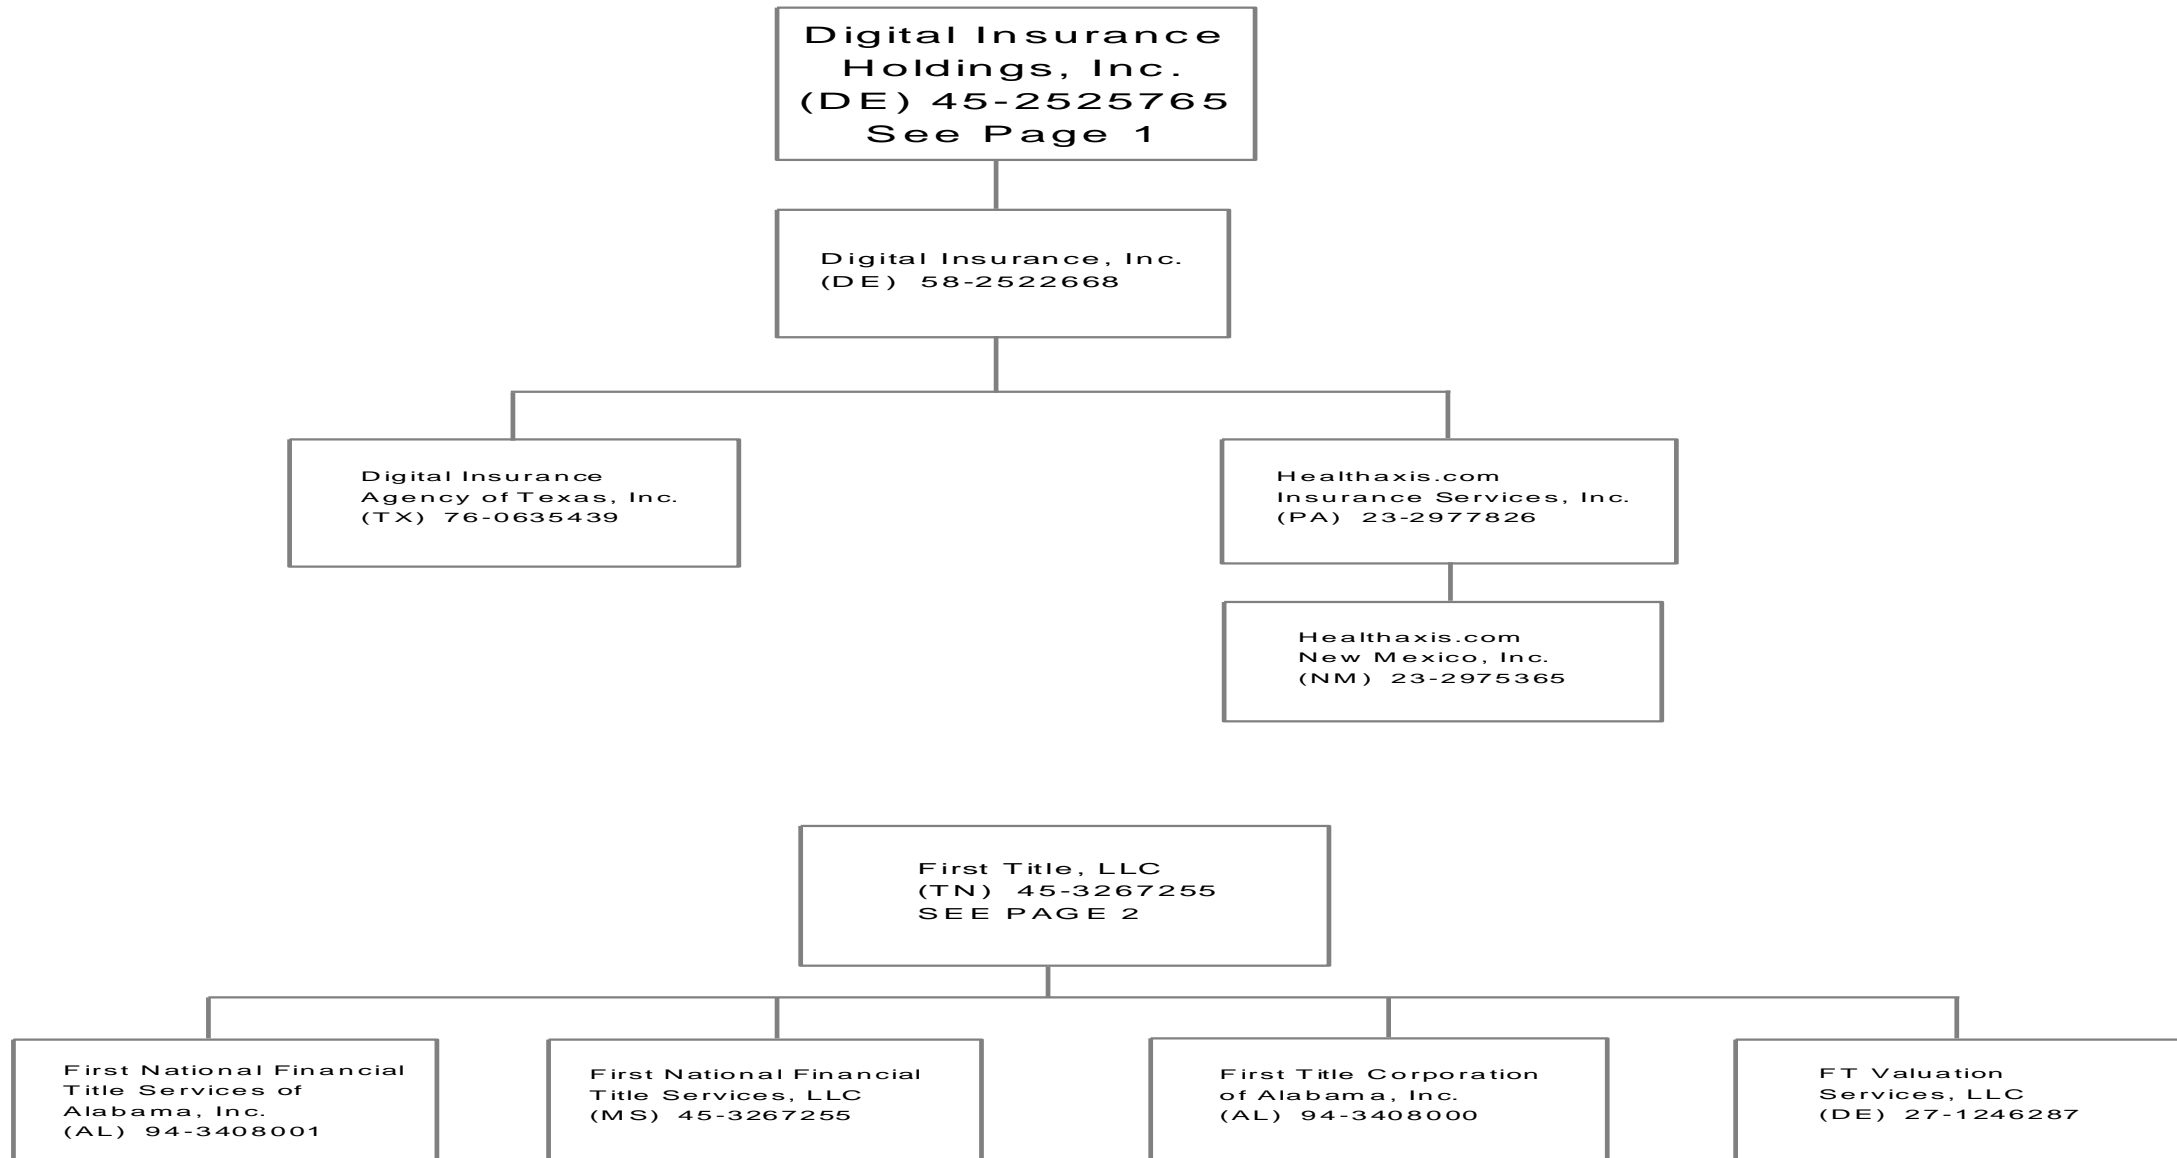 Digital Insurance
Holdings, Inc.
(DE) 45-2525765
See Page 1
Digital Insurance, Inc.
(DE) 58-2522668
Digital Insurance
Agency of Texas, Inc.
(TX) 76-0635439
Healthaxis.com
Insurance Services, Inc.
(PA) 23-2977826
Healthaxis.com
New Mexico, Inc.
(NM) 23-2975365
First Title, LLC
(TN) 45-3267255
SEE PAGE 2
First National Financial
Title Services of
Alabama, Inc.
(AL) 94-3408001
First National Financial
Title Services, LLC
(MS) 45-3267255
First Title Corporation
of Alabama, Inc.
(AL) 94-3408000
FT Valuation
Services, LLC
(DE) 27-1246287